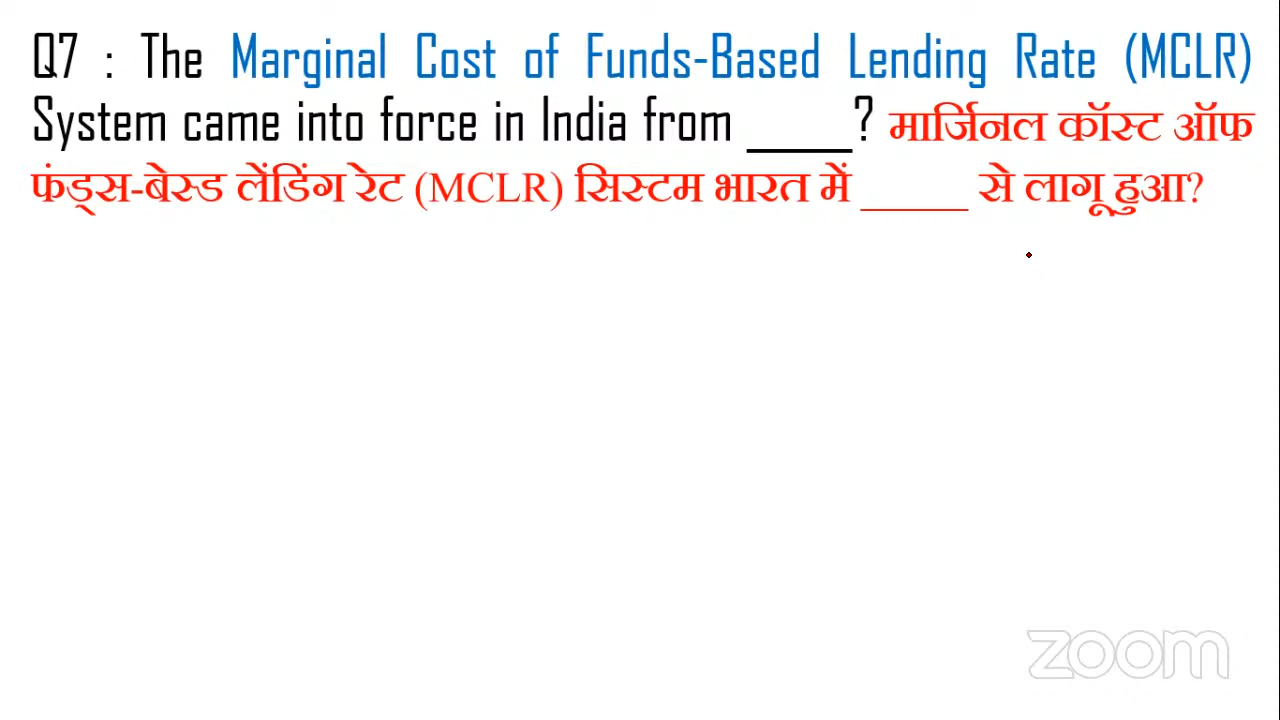 Q7 : The Marginal Cost of Funds-Based Lending Rate (MCLR)
System came into force in India from _____? मार्जिनल कॉस्ट ऑफ
फंड्स-बेस्ड लेंडिंग रेट (MCLR) सिस्टम भारत में _____ से लागू हुआ?
zoom